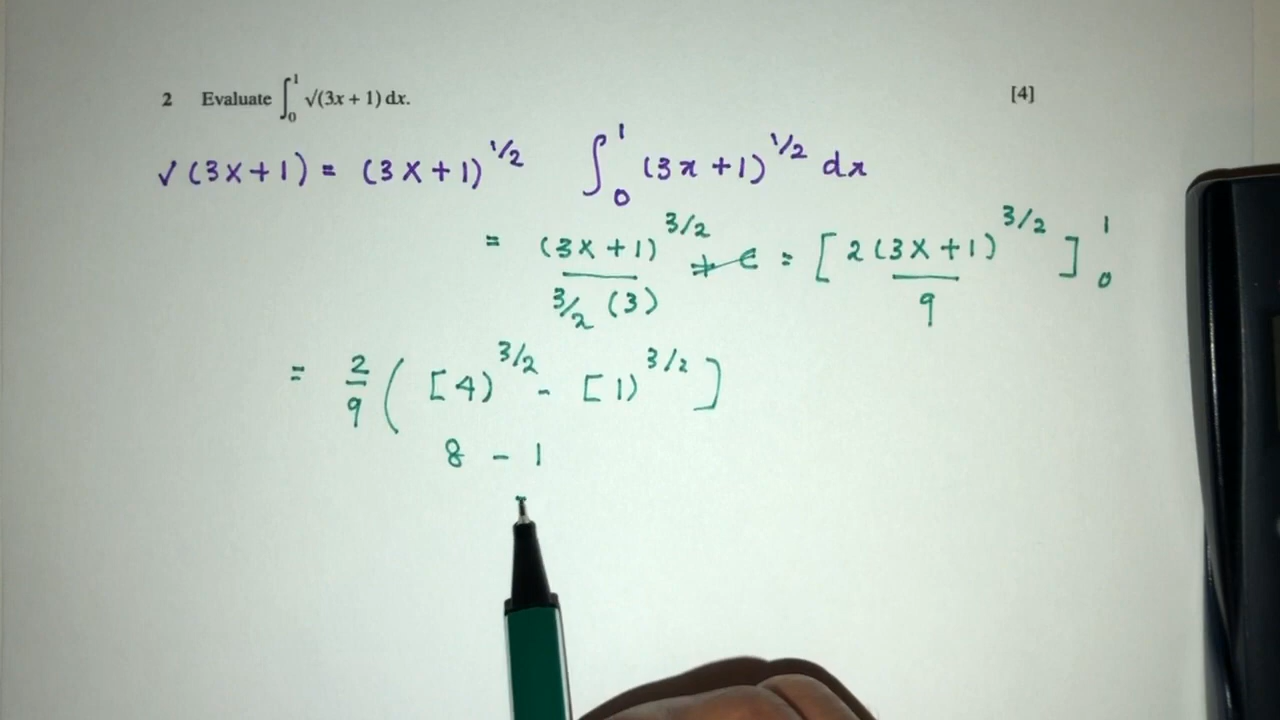 2 Evaluate ∫₀¹ √(3x + 1) dx. [4]
√(3x+1) = (3x+1)^1/2 ∫₀¹ (3x+1)^1/2 dx
= (3x+1)^3/2 / 3/2 (3) + c = [2(3x+1)^3/2 / 9]₀¹
= 2/9 ( [4)^3/2 - [1)^3/2 ]
8 - 1